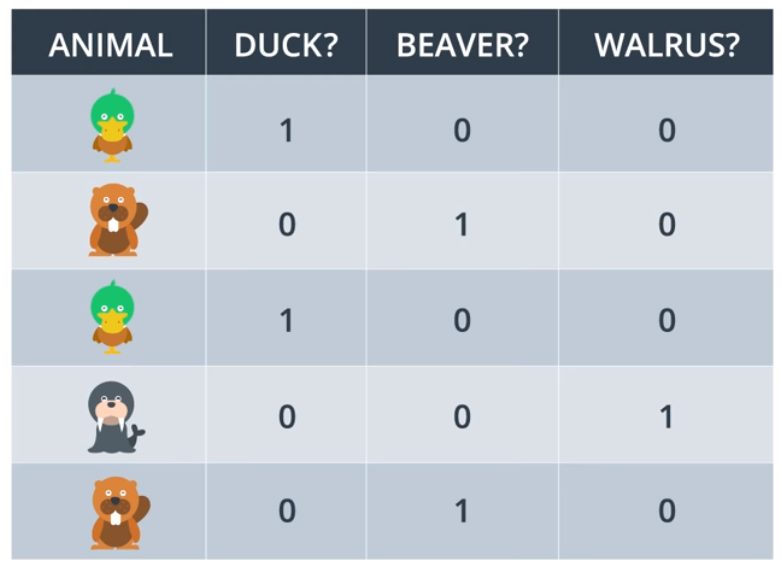 ANIMAL DUCK? BEAVER? WALRUS?
1 0 0
0 1 0
1 0 0
0 0 1
0 1 0